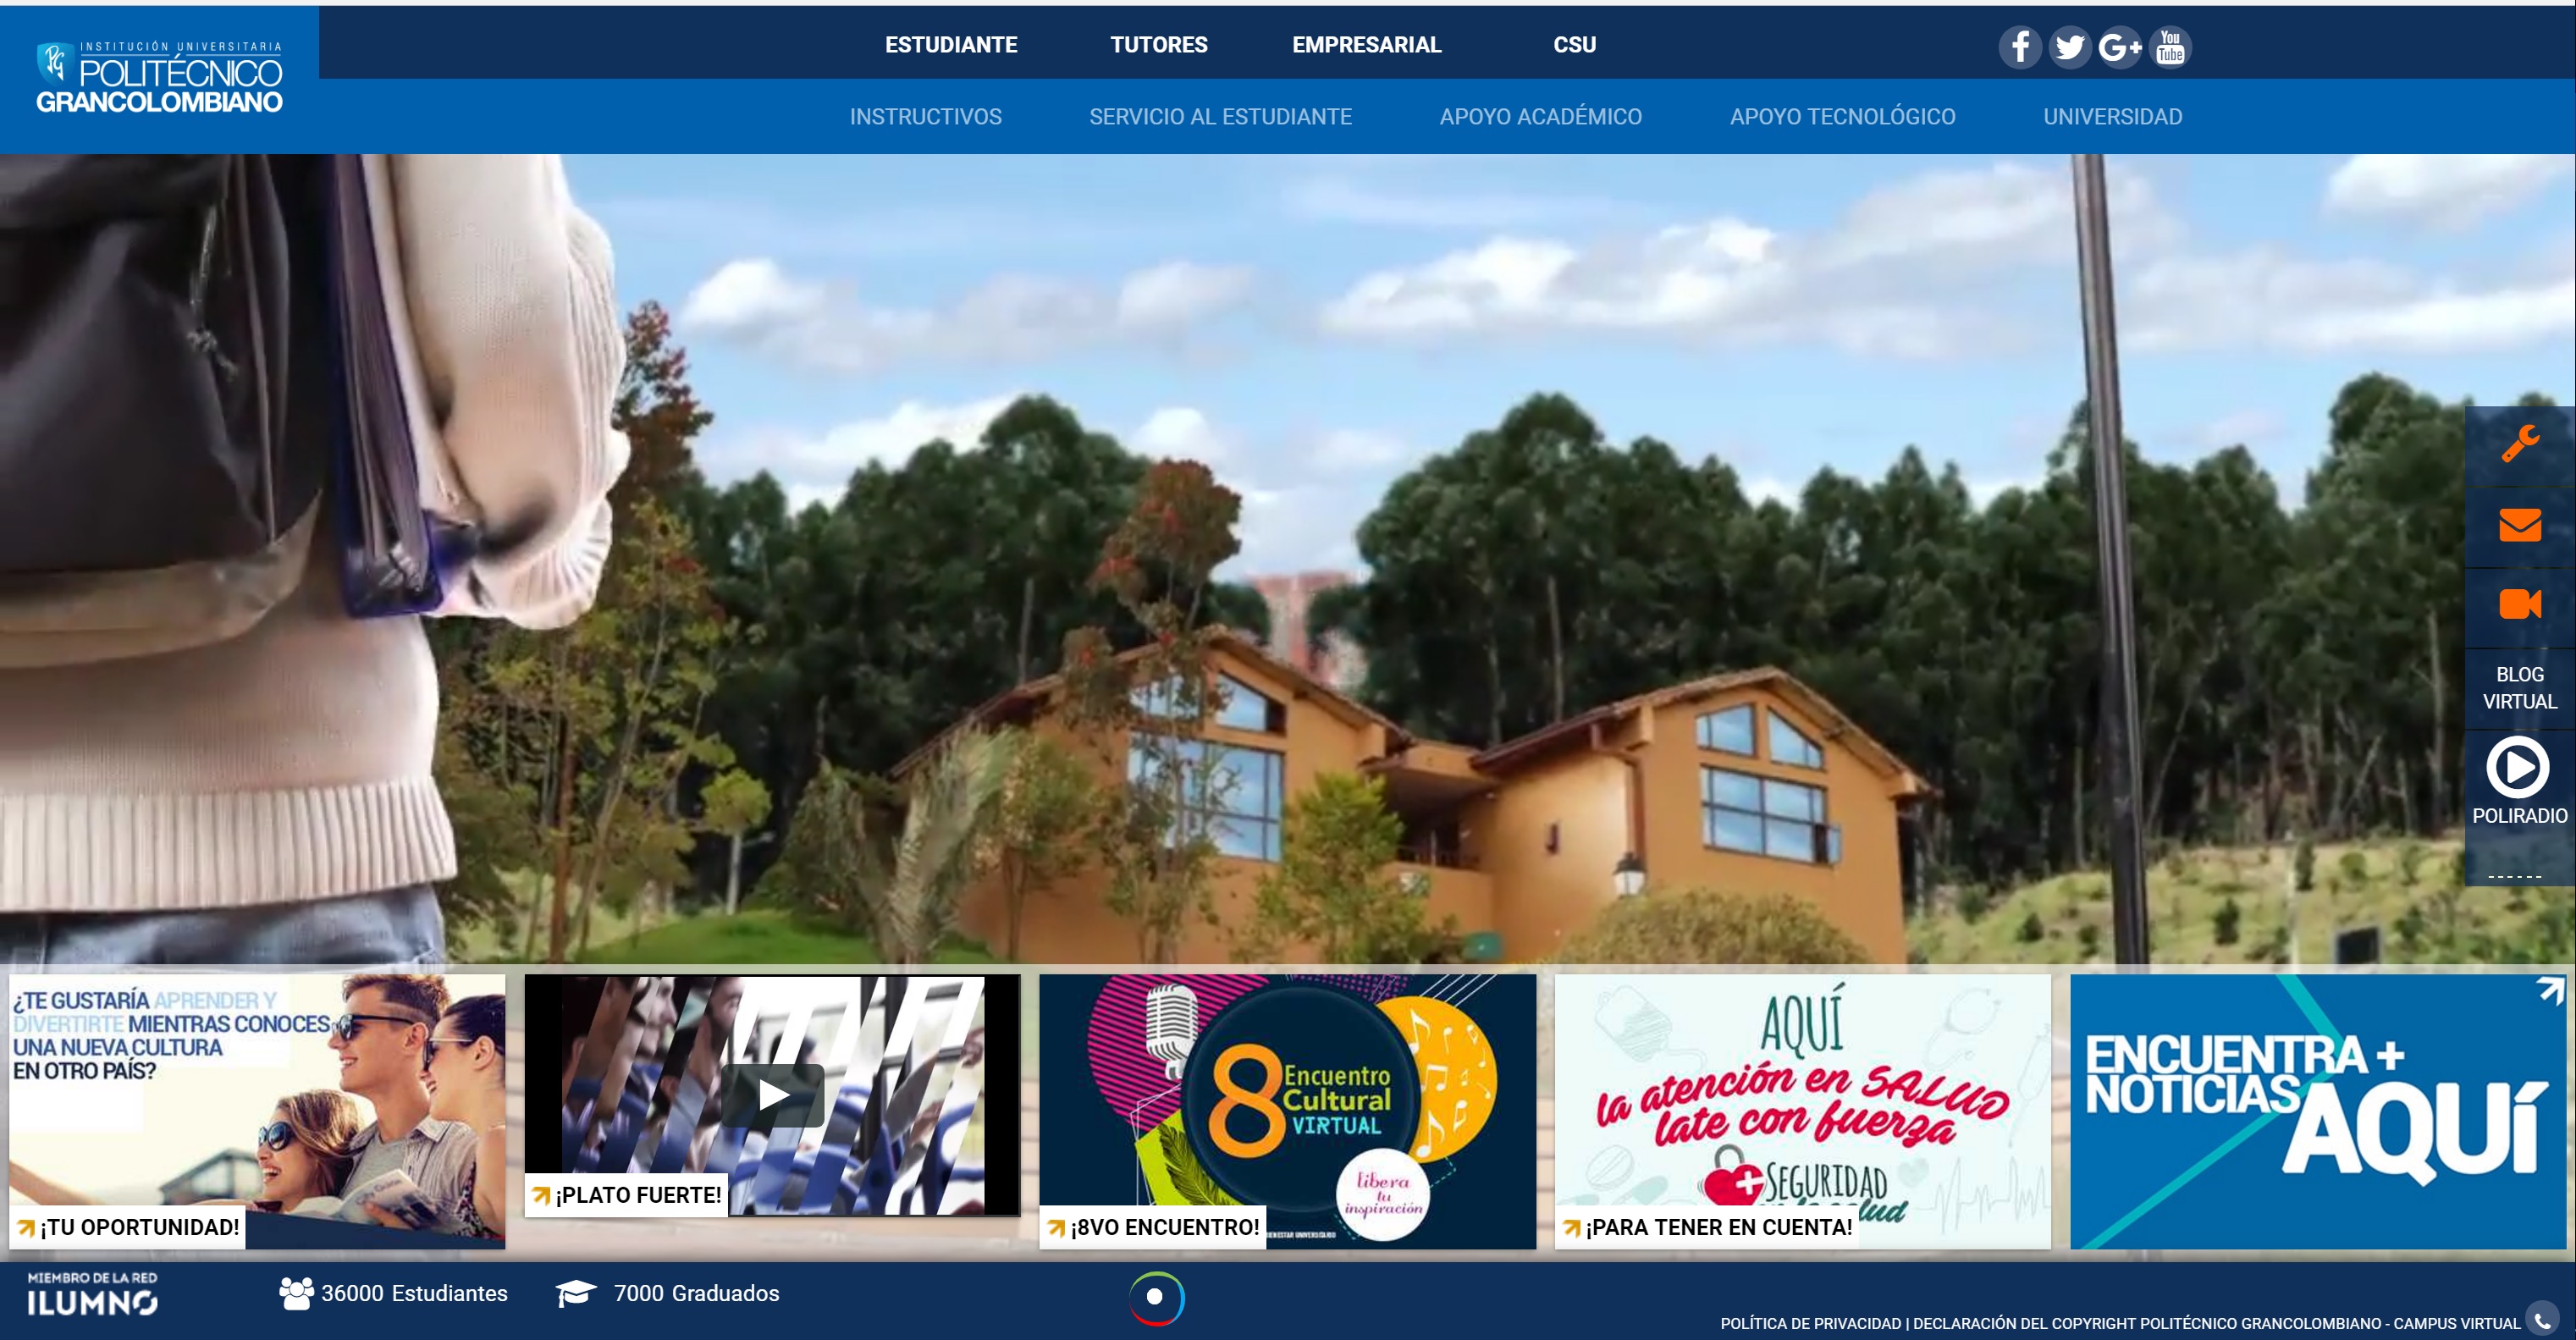 INSTITUCIÓN UNIVERSITARIA
POLITÉCNICO
GRANCOLOMBIANO
ESTUDIANTE TUTORES EMPRESARIAL CSU
You
Tube
INSTRUCTIVOS SERVICIO AL ESTUDIANTE APOYO ACADÉMICO APOYO TECNOLÓGICO UNIVERSIDAD
BLOG
VIRTUAL
POLIRADIO
¿TE GUSTARÍA APRENDER Y
DIVERTIRTE MIENTRAS CONOCES
UNA NUEVA CULTURA
EN OTRO PAÍS?
¡TU OPORTUNIDAD!
¡PLATO FUERTE!
8 Encuentro
Cultural
VIRTUAL
libera
tu
inspiración
¡8VO ENCUENTRO!
AQUÍ
la atención en SALUD
late con fuerza
SEGURIDAD
¡PARA TENER EN CUENTA!
ENCUENTRA +
NOTICIAS
AQUÍ
MIEMBRO DE LA RED
ILUMNO
36000 Estudiantes
7000 Graduados
POLÍTICA DE PRIVACIDAD | DECLARACIÓN DEL COPYRIGHT POLITÉCNICO GRANCOLOMBIANO - CAMPUS VIRTUAL